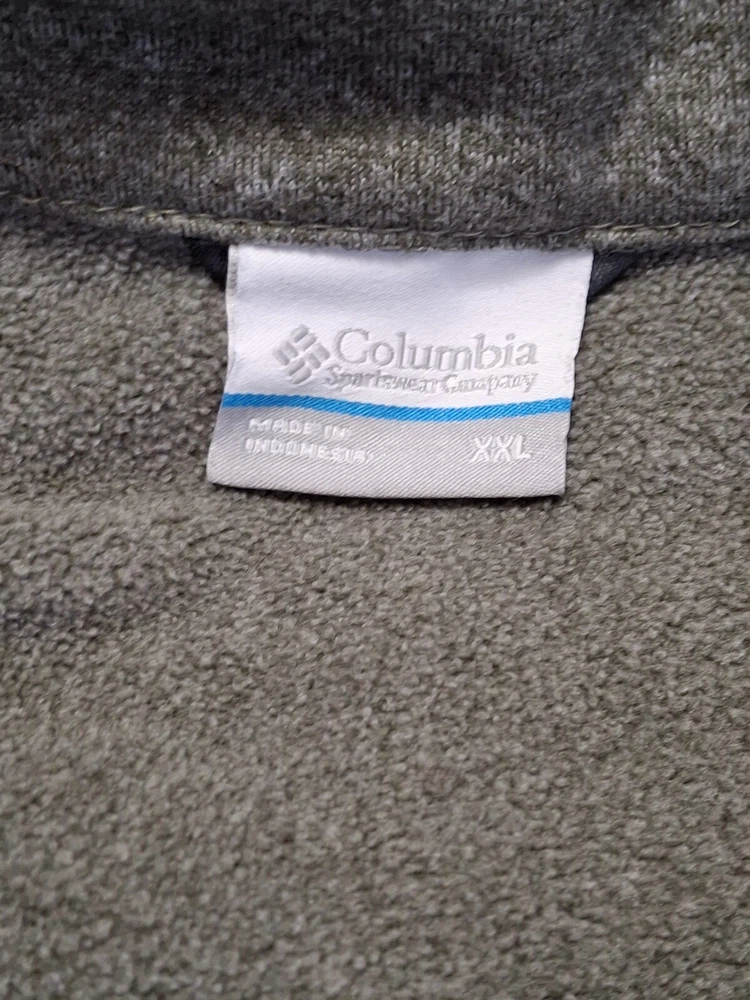 Columbia
Sportswear Company
MADE IN
INDONESIA
XXL